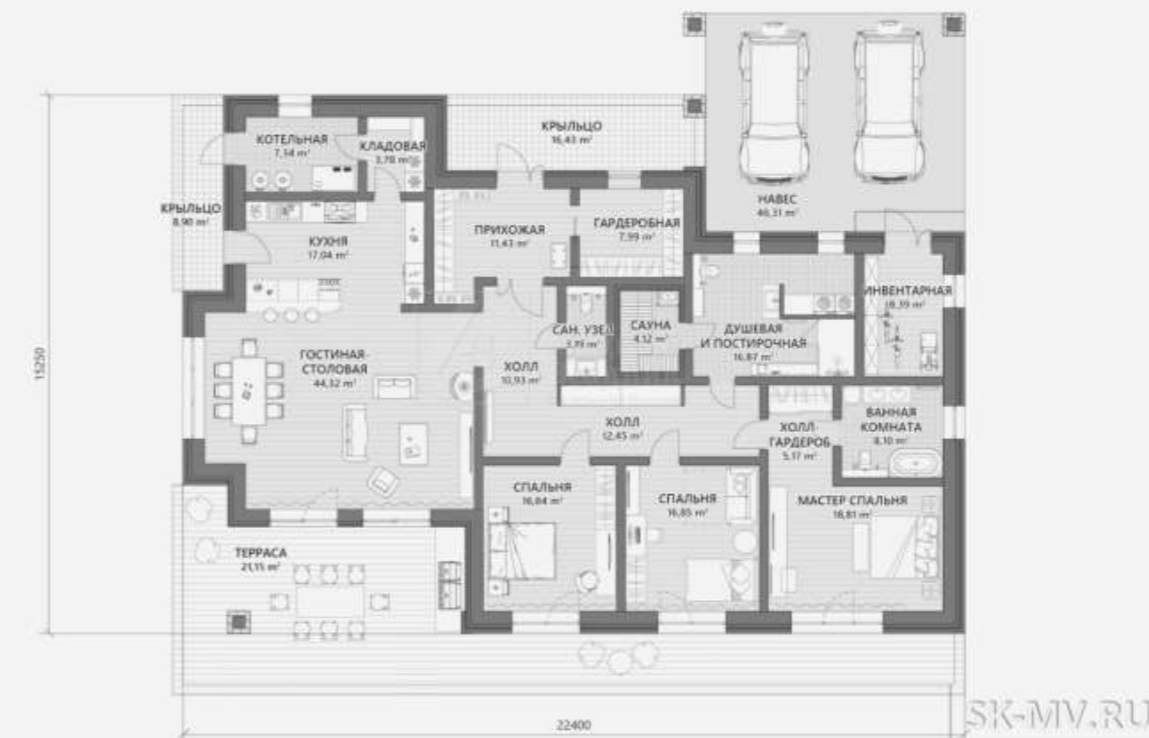 КРЫЛЬЦО
16,43 m²
КОТЕЛЬНАЯ
7,14 m²
КЛАДОВАЯ
3,78 m²
НАВЕС
46,31 m²
КРЫЛЬЦО
8,90 m²
ПРИХОЖАЯ
11,43 m²
ГАРДЕРОБНАЯ
7,99 m²
КУХНЯ
17,04 m²
ИНВЕНТАРНАЯ
8,39 m²
САН. УЗЕЛ
3,19 m²
САУНА
4,12 m²
ДУШЕВАЯ
И ПОСТИРОЧНАЯ
16,87 m²
ГОСТИНАЯ-
СТОЛОВАЯ
44,32 m²
ХОЛЛ
10,93 m²
15250
ХОЛЛ
12,45 m²
ХОЛЛ-
ГАРДЕРОБ
5,17 m²
ВАННАЯ
КОМНАТА
8,10 m²
СПАЛЬНЯ
16,64 m²
СПАЛЬНЯ
16,85 m²
МАСТЕР СПАЛЬНЯ
18,81 m²
ТЕРРАСА
21,15 m²
22400
SK-MV.RU